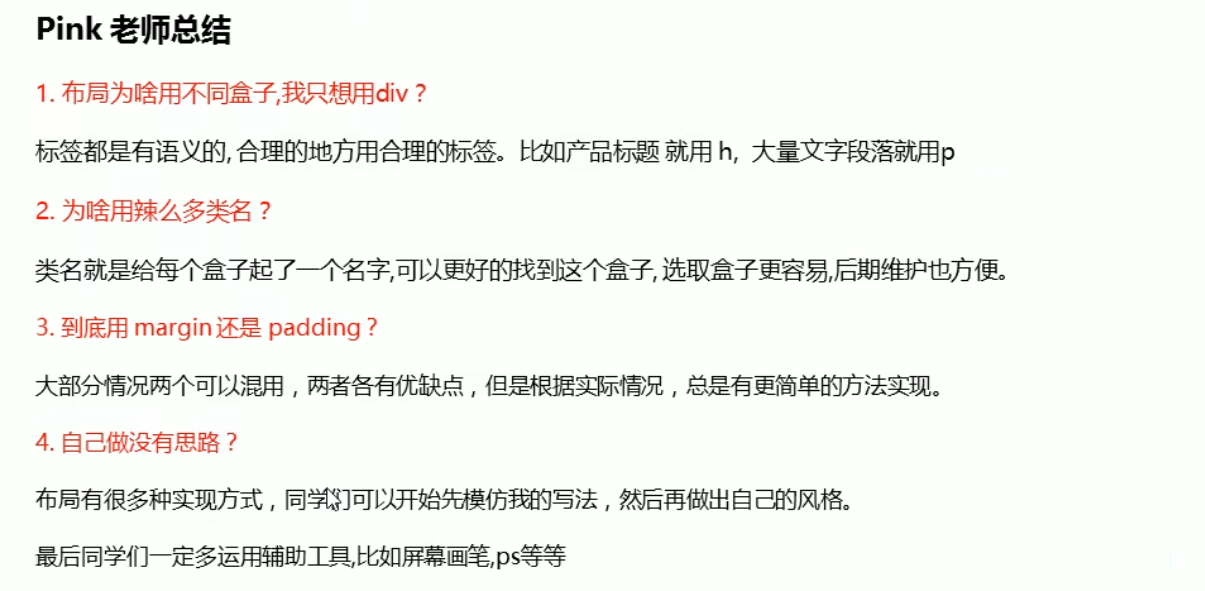 Pink 老师总结
1. 布局为啥用不同盒子,我只想用div？
标签都是有语义的, 合理的地方用合理的标签。比如产品标题 就用 h,  大量文字段落就用p
2. 为啥用辣么多类名？
类名就是给每个盒子起了一个名字,可以更好的找到这个盒子, 选取盒子更容易,后期维护也方便。
3. 到底用 margin 还是 padding？
大部分情况两个可以混用，两者各有优缺点，但是根据实际情况，总是有更简单的方法实现。
4. 自己做没有思路？
布局有很多种实现方式，同学们可以开始先模仿我的写法，然后再做出自己的风格。
最后同学们一定多运用辅助工具,比如屏幕画笔,ps等等